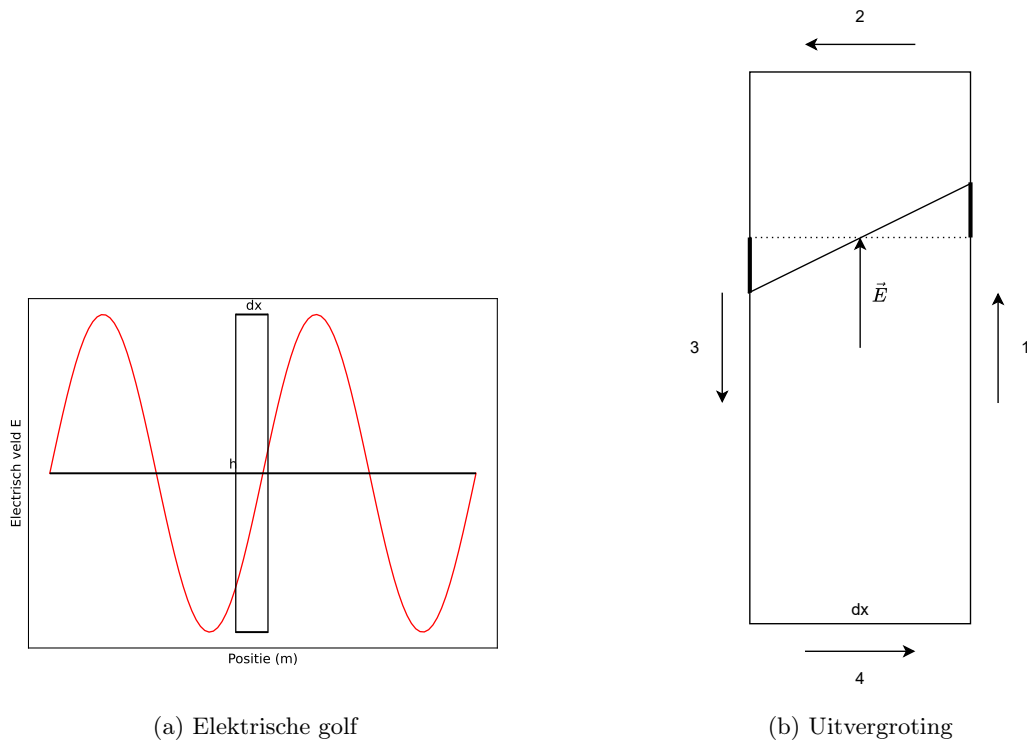 2
dx
h
Electrisch veld E
Positie (m)
(a) Elektrische golf
3
E
1
dx
4
(b) Uitvergroting